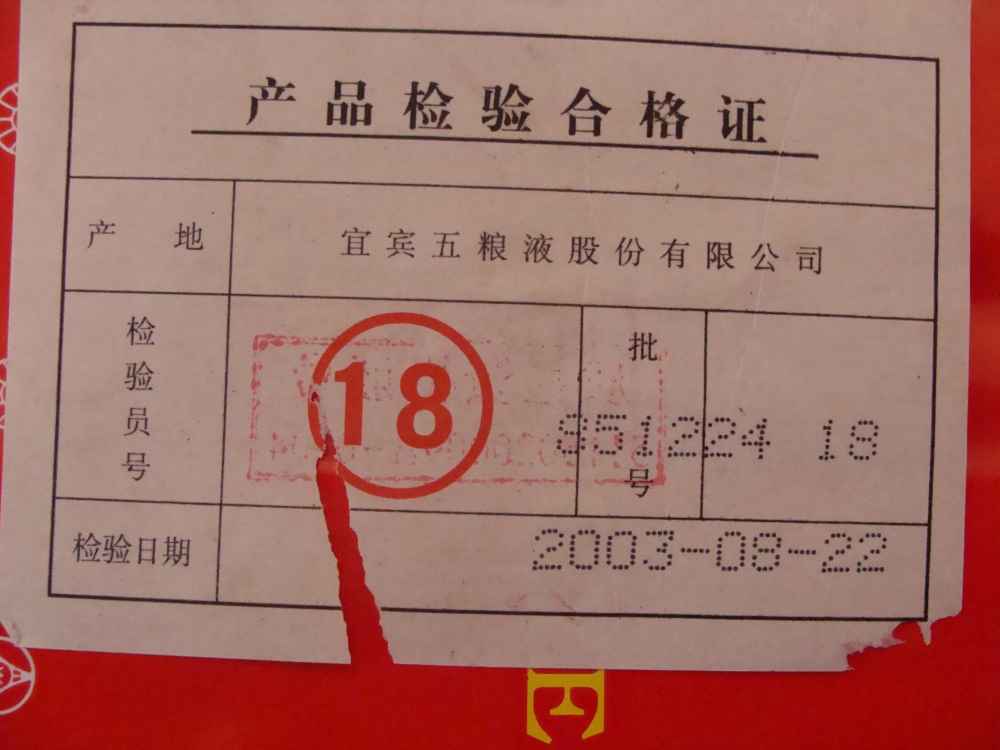 产品检验合格证
产地 宜宾五粮液股份有限公司
检验员号 18 批号 851224 18
检验日期 2003-08-22